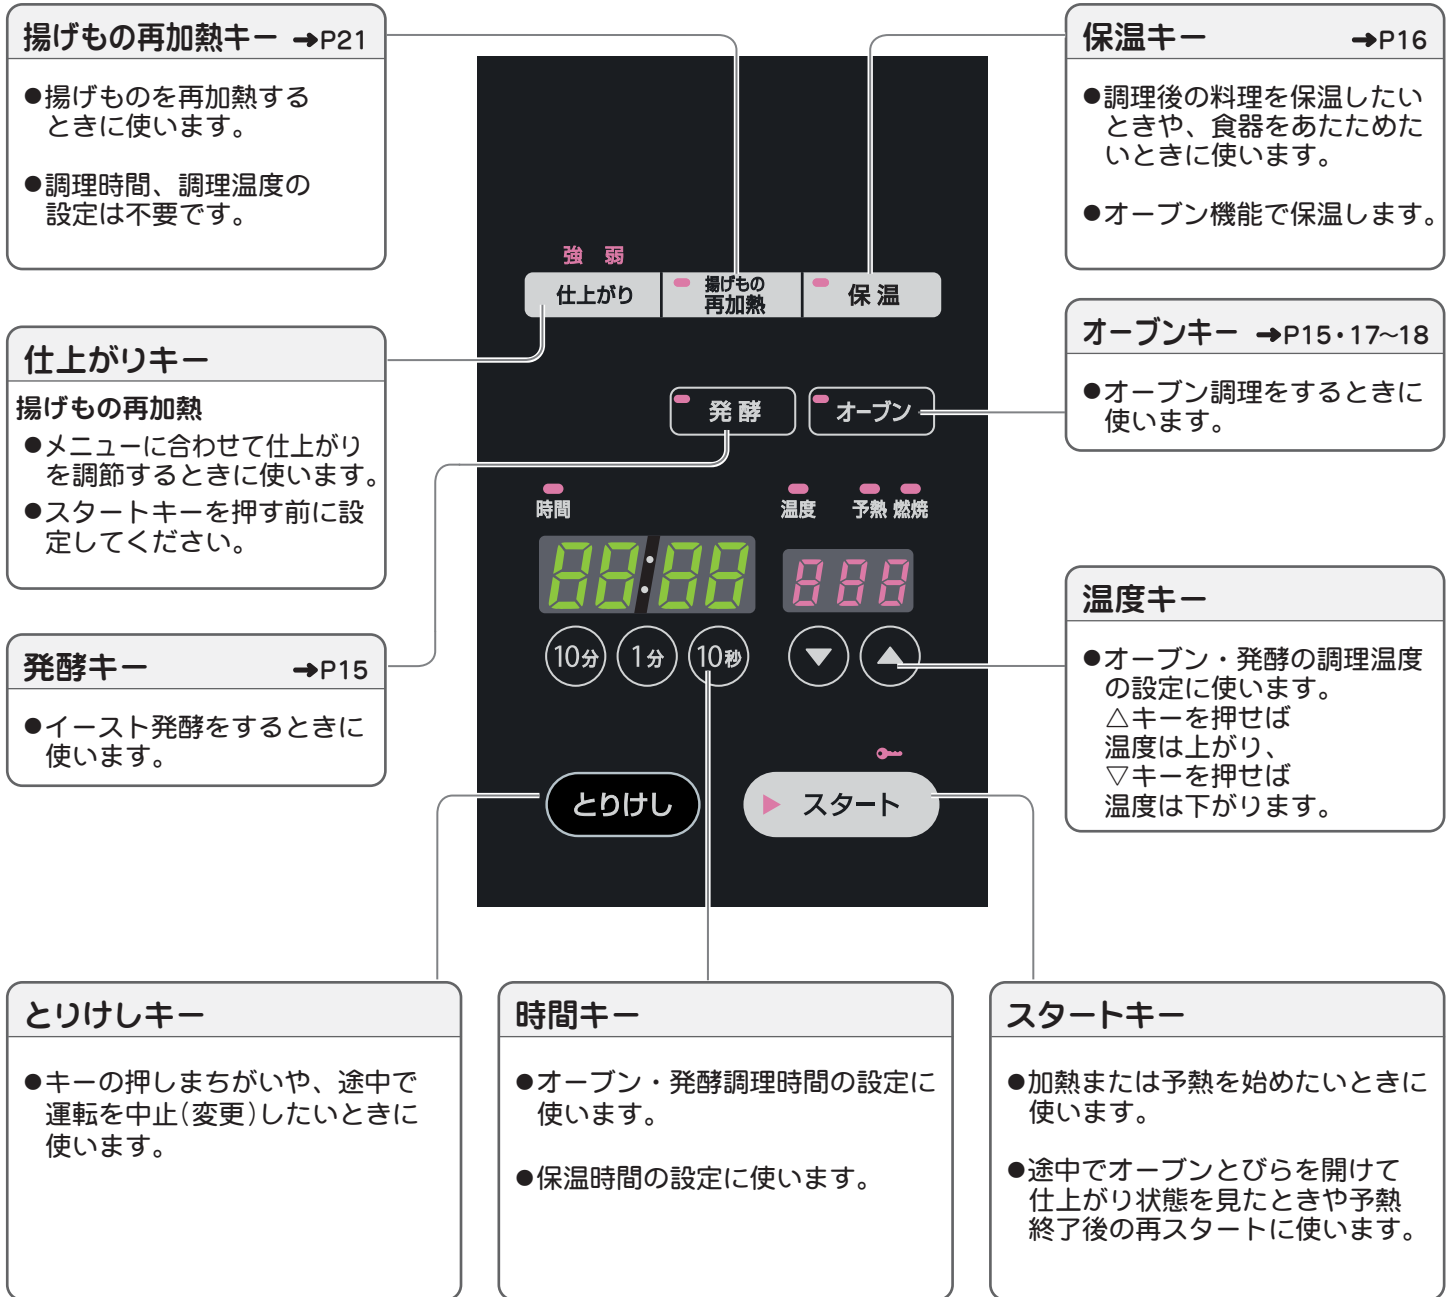 揚げもの再加熱キー ➞P21
●揚げものを再加熱する
ときに使います。
●調理時間、調理温度の
設定は不要です。
仕上がりキー
揚げもの再加熱
●メニューに合わせて仕上がり
を調節するときに使います。
●スタートキーを押す前に設
定してください。
発酵キー ➞P15
●イースト発酵をするときに
使います。
強 弱
仕上がり
揚げもの
再加熱
保温
発酵
オーブン
時間
温度
予熱 燃焼
88:88
888
10分
1分
10秒
▼
▲
とりけし
▶ スタート
保温キー ➞P16
●調理後の料理を保温したい
ときや、食器をあたためた
いときに使います。
●オーブン機能で保温します。
オーブンキー ➞P15・17~18
●オーブン調理をするときに
使います。
温度キー
●オーブン・発酵の調理温度
の設定に使います。
△キーを押せば
温度は上がり、
▽キーを押せば
温度は下がります。
とりけしキー
●キーの押しまちがいや、途中で
運転を中止(変更)したいときに
使います。
時間キー
●オーブン・発酵調理時間の設定に
使います。
●保温時間の設定に使います。
スタートキー
●加熱または予熱を始めたいときに
使います。
●途中でオーブンとびらを開けて
仕上がり状態を見たときや予熱
終了後の再スタートに使います。